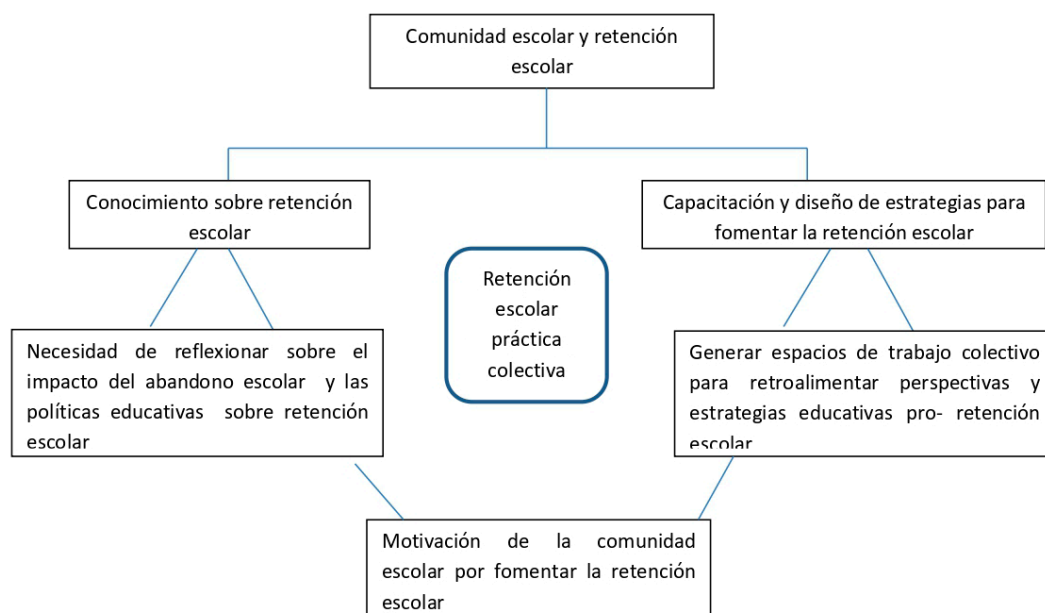 Comunidad escolar y retención
escolar
Conocimiento sobre retención
escolar
Capacitación y diseño de estrategias para
fomentar la retención escolar
Retención
escolar
práctica
colectiva
Necesidad de reflexionar sobre el
impacto del abandono escolar y las
políticas educativas sobre retención
escolar
Generar espacios de trabajo colectivo
para retroalimentar perspectivas y
estrategias educativas pro- retención
escolar
Motivación de la comunidad
escolar por fomentar la retención
escolar